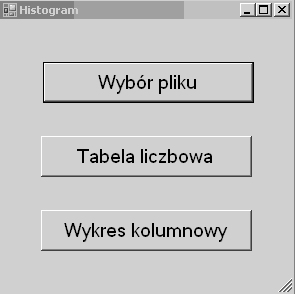 Histogram
Wybór pliku
Tabela liczbowa
Wykres kolumnowy